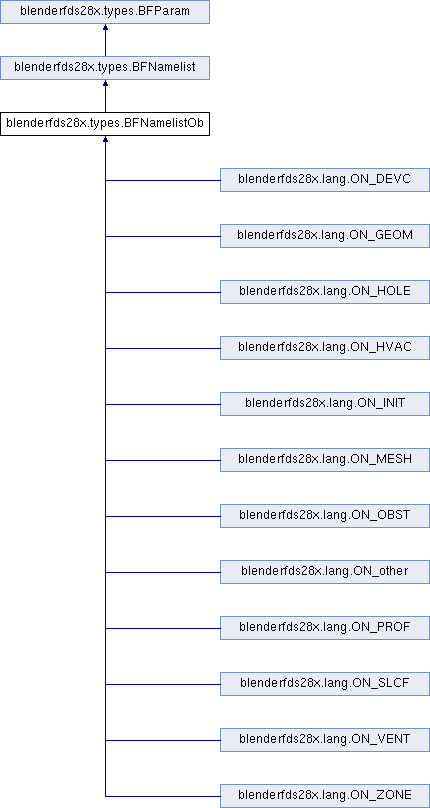 blenderfds28x.types.BFParam
blenderfds28x.types.BFNamelist
blenderfds28x.types.BFNamelistOb
blenderfds28x.lang.ON_DEVC
blenderfds28x.lang.ON_GEOM
blenderfds28x.lang.ON_HOLE
blenderfds28x.lang.ON_HVAC
blenderfds28x.lang.ON_INIT
blenderfds28x.lang.ON_MESH
blenderfds28x.lang.ON_OBST
blenderfds28x.lang.ON_other
blenderfds28x.lang.ON_PROF
blenderfds28x.lang.ON_SLCF
blenderfds28x.lang.ON_VENT
blenderfds28x.lang.ON_ZONE